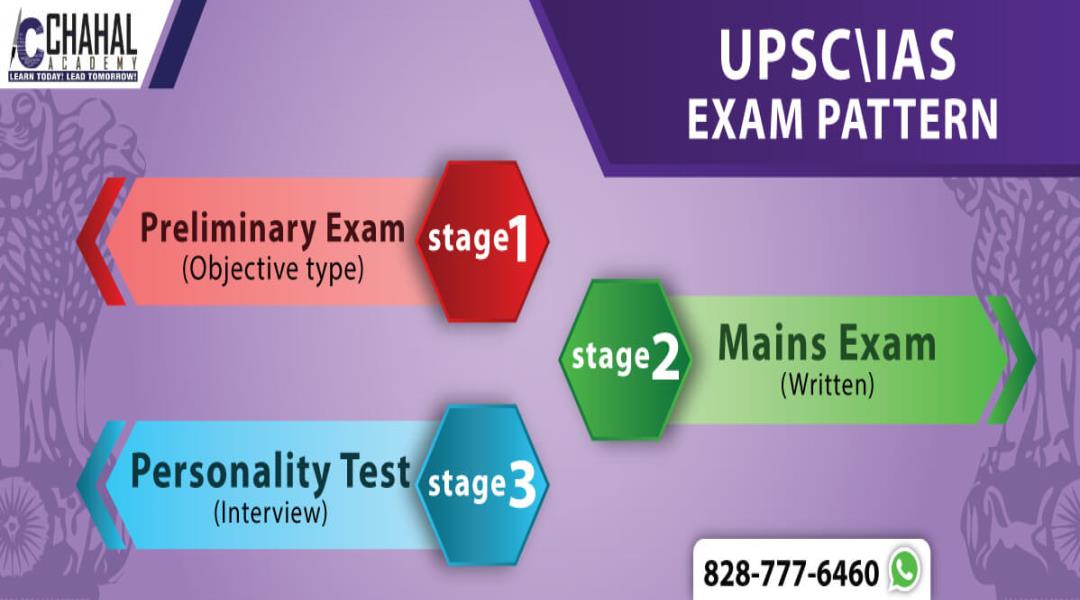 CCHAHAL
ACADEMY
LEARN TODAY! LEAD TOMORROW!
UPSC\IAS
EXAM PATTERN
Preliminary Exam
(Objective type)
stage1
stage2
Mains Exam
(Written)
Personality Test
(Interview)
stage3
828-777-6460